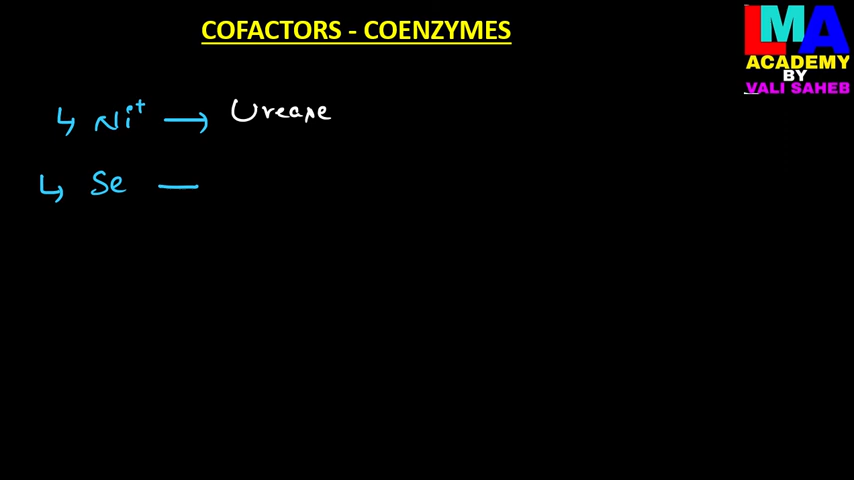 COFACTORS - COENZYMES
LMA
ACADEMY
BY
VALI SAHEB
↳ Ni⁺ → Urease
↳ Se —